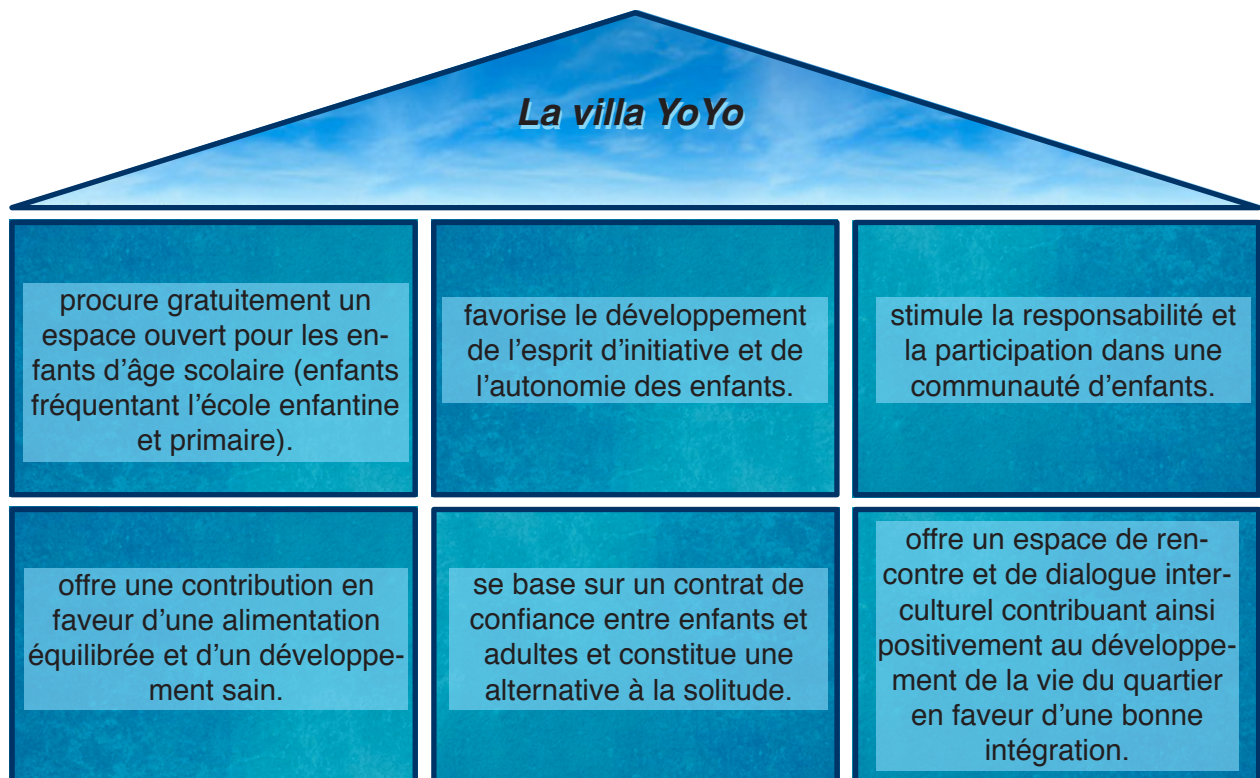 La villa YoYo
procure gratuitement un
espace ouvert pour les en-
fants d’âge scolaire (enfants
fréquentant l’école enfantine
et primaire).
favorise le développement
de l’esprit d’initiative et de
l’autonomie des enfants.
stimule la responsabilité et
la participation dans une
communauté d’enfants.
offre une contribution en
faveur d’une alimentation
équilibrée et d’un développe-
ment sain.
se base sur un contrat de
confiance entre enfants et
adultes et constitue une
alternative à la solitude.
offre un espace de ren-
contre et de dialogue inter-
culturel contribuant ainsi
positivement au développe-
ment de la vie du quartier
en faveur d’une bonne
intégration.